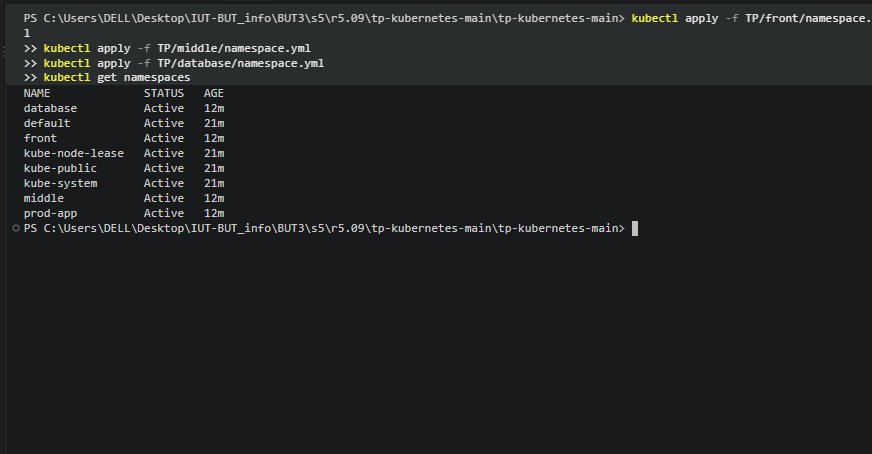 PS C:\Users\DELL\Desktop\IUT-BUT_info\BUT3\s5\r5.09\tp-kubernetes-main\tp-kubernetes-main> kubectl apply -f TP/front/namespace.
l
>> kubectl apply -f TP/middle/namespace.yml
>> kubectl apply -f TP/database/namespace.yml
>> kubectl get namespaces
NAME STATUS AGE
database Active 12m
default Active 21m
front Active 12m
kube-node-lease Active 21m
kube-public Active 21m
kube-system Active 21m
middle Active 12m
prod-app Active 12m
PS C:\Users\DELL\Desktop\IUT-BUT_info\BUT3\s5\r5.09\tp-kubernetes-main\tp-kubernetes-main>